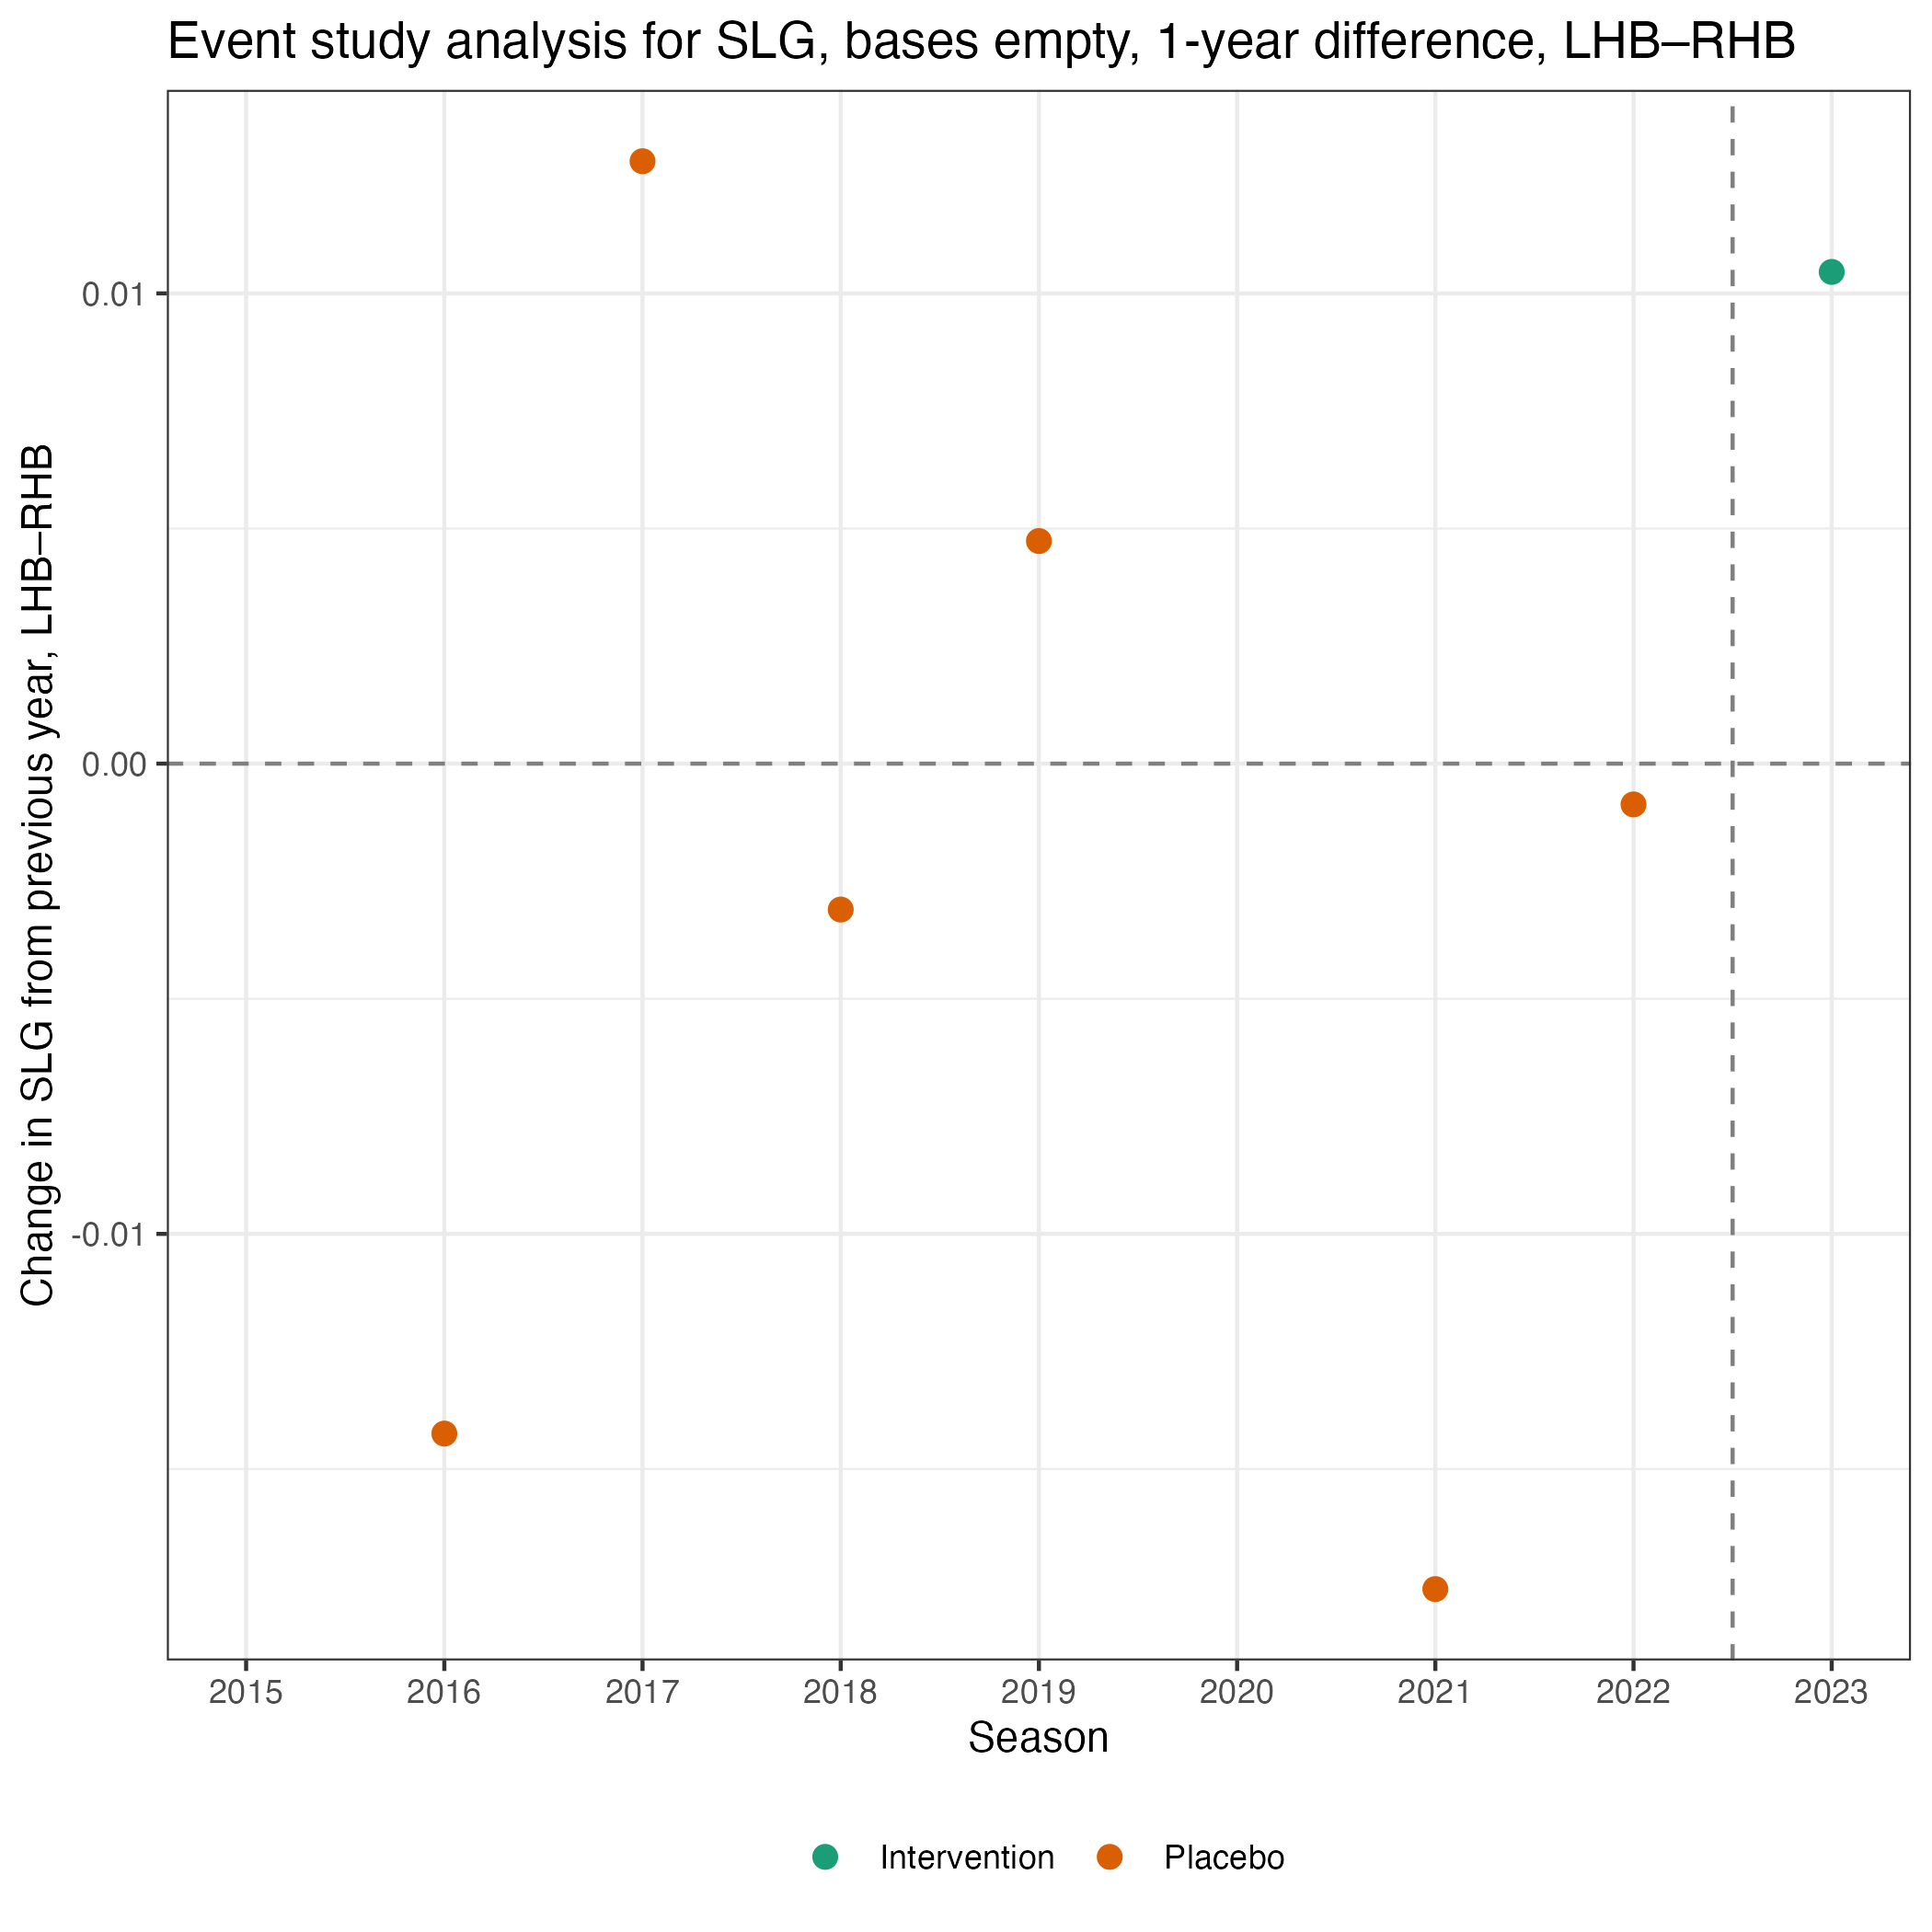 Event study analysis for SLG, bases empty, 1-year difference, LHB–RHB
Change in SLG from previous year, LHB–RHB
0.01
0.00
-0.01
2015 2016 2017 2018 2019 2020 2021 2022 2023
Season
Intervention Placebo